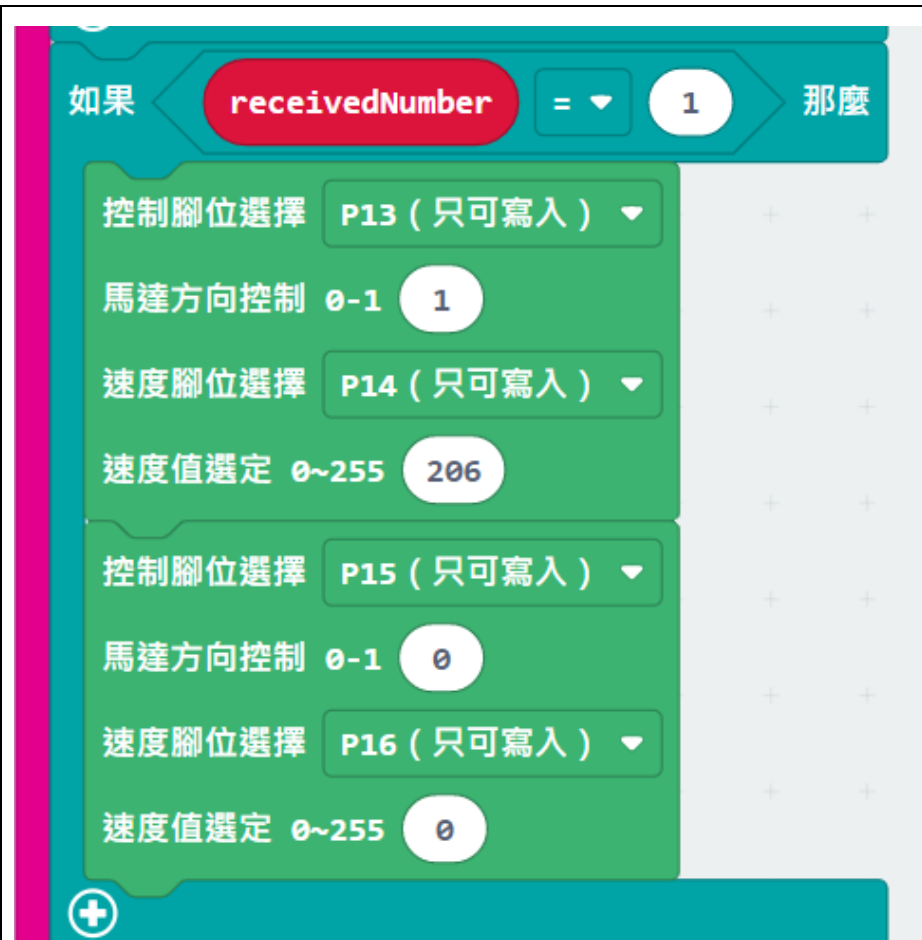 如果 receivedNumber = 1 那麼
控制腳位選擇 P13（只可寫入）
馬達方向控制 0-1 1
速度腳位選擇 P14（只可寫入）
速度值選定 0~255 206
控制腳位選擇 P15（只可寫入）
馬達方向控制 0-1 0
速度腳位選擇 P16（只可寫入）
速度值選定 0~255 0